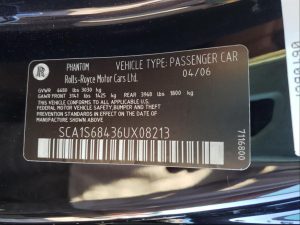 PHANTOM
Rolls-Royce Motor Cars Ltd.
VEHICLE TYPE: PASSENGER CAR
04/06
GVWR 6680 lbs 3030 kg
GAWR Front 3141 lbs 1425 kg Rear 3968 lbs 1800 kg
THIS VEHICLE CONFORMS TO ALL APPLICABLE
FEDERAL MOTOR VEHICLE SAFETY, BUMPER AND THEFT
PREVENTION STANDARDS IN EFFECT ON THE DATE OF
MANUFACTURE SHOWN ABOVE.
SCA1S68436UX08213
7116800